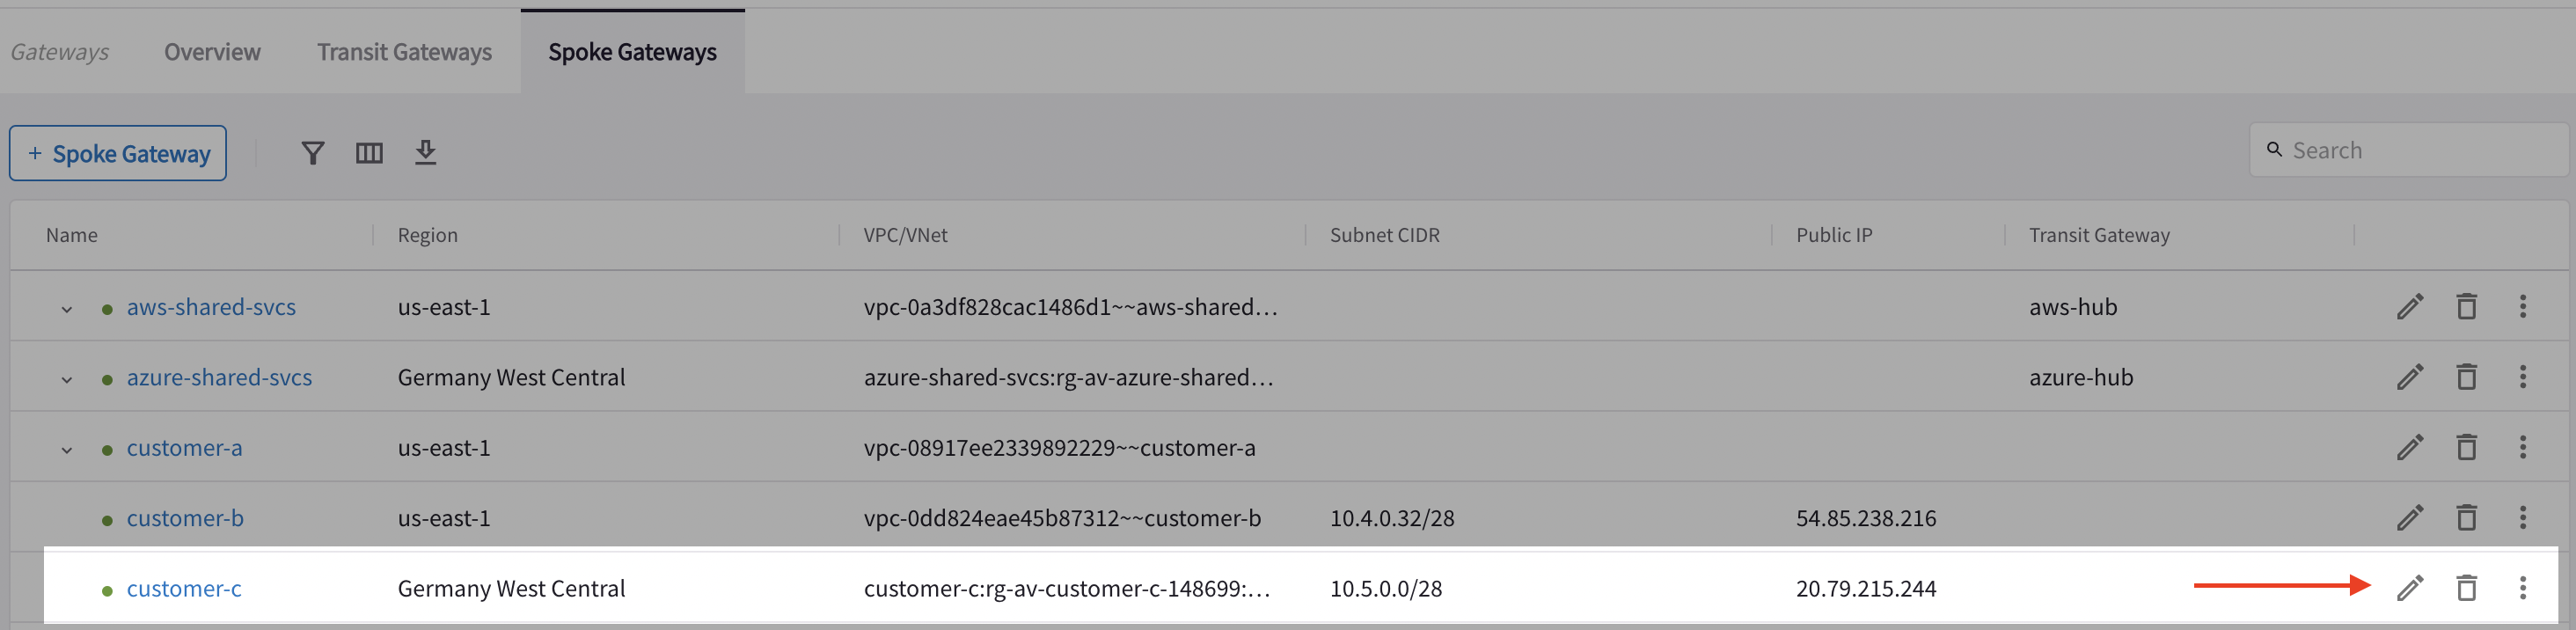 Gateways Overview Transit Gateways Spoke Gateways
+ Spoke Gateway Search
Name Region VPC/VNet Subnet CIDR Public IP Transit Gateway
aws-shared-svcs us-east-1 vpc-0a3df828cac1486d1~~aws-shared... aws-hub
azure-shared-svcs Germany West Central azure-shared-svcs:rg-av-azure-shared... azure-hub
customer-a us-east-1 vpc-08917ee2339892229~~customer-a
customer-b us-east-1 vpc-0dd824eae45b87312~~customer-b 10.4.0.32/28 54.85.238.216
customer-c Germany West Central customer-c:rg-av-customer-c-148699:... 10.5.0.0/28 20.79.215.244